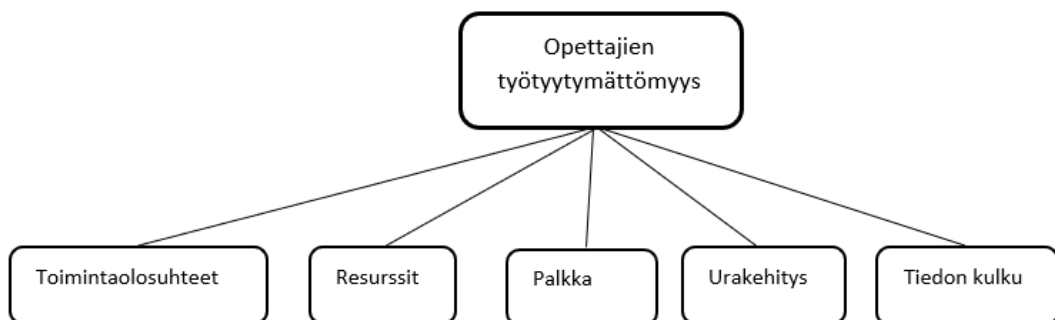 Opettajien
työtyytymättömyys
Toimintaolosuhteet
Resurssit
Palkka
Urakehitys
Tiedon kulku